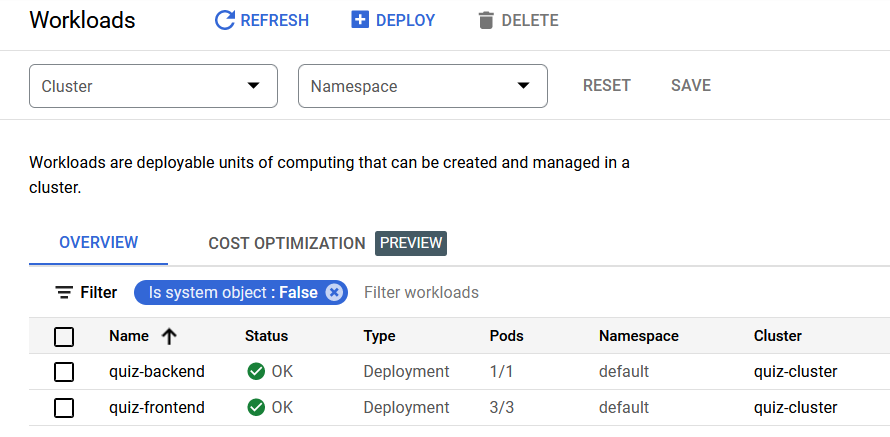 Workloads REFRESH DEPLOY DELETE
Cluster Namespace RESET SAVE
Workloads are deployable units of computing that can be created and managed in a
cluster.
OVERVIEW COST OPTIMIZATION PREVIEW
Filter Is system object : False Filter workloads
Name Status Type Pods Namespace Cluster
quiz-backend OK Deployment 1/1 default quiz-cluster
quiz-frontend OK Deployment 3/3 default quiz-cluster